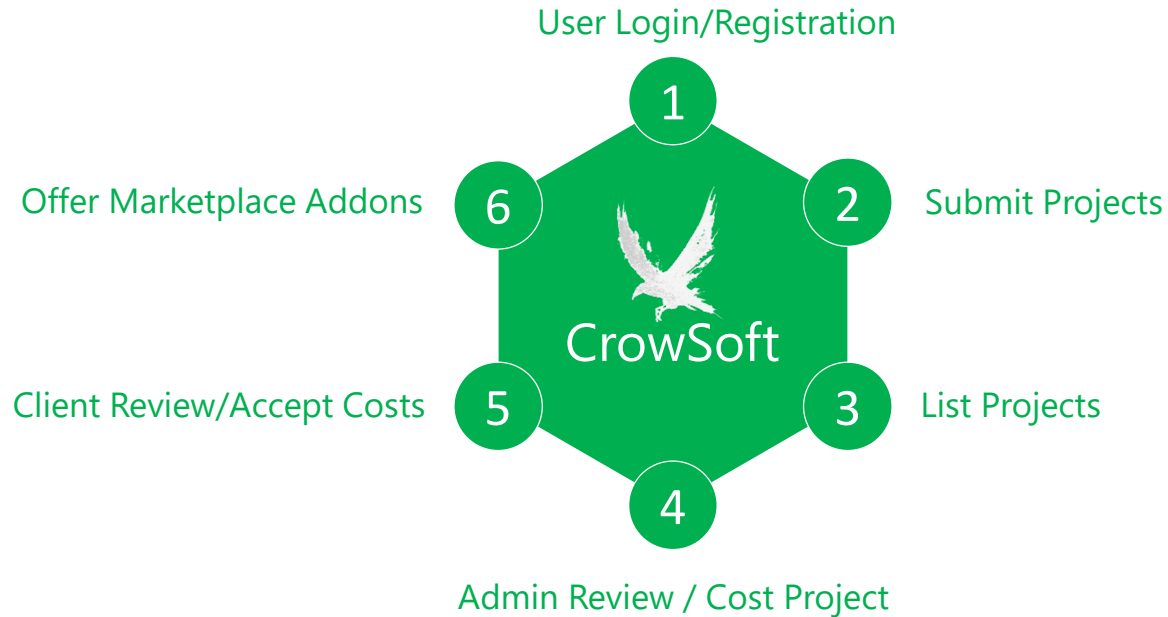 User Login/Registration
1
Offer Marketplace Addons
6
2
Submit Projects
CrowSoft
Client Review/Accept Costs
5
3
List Projects
4
Admin Review / Cost Project